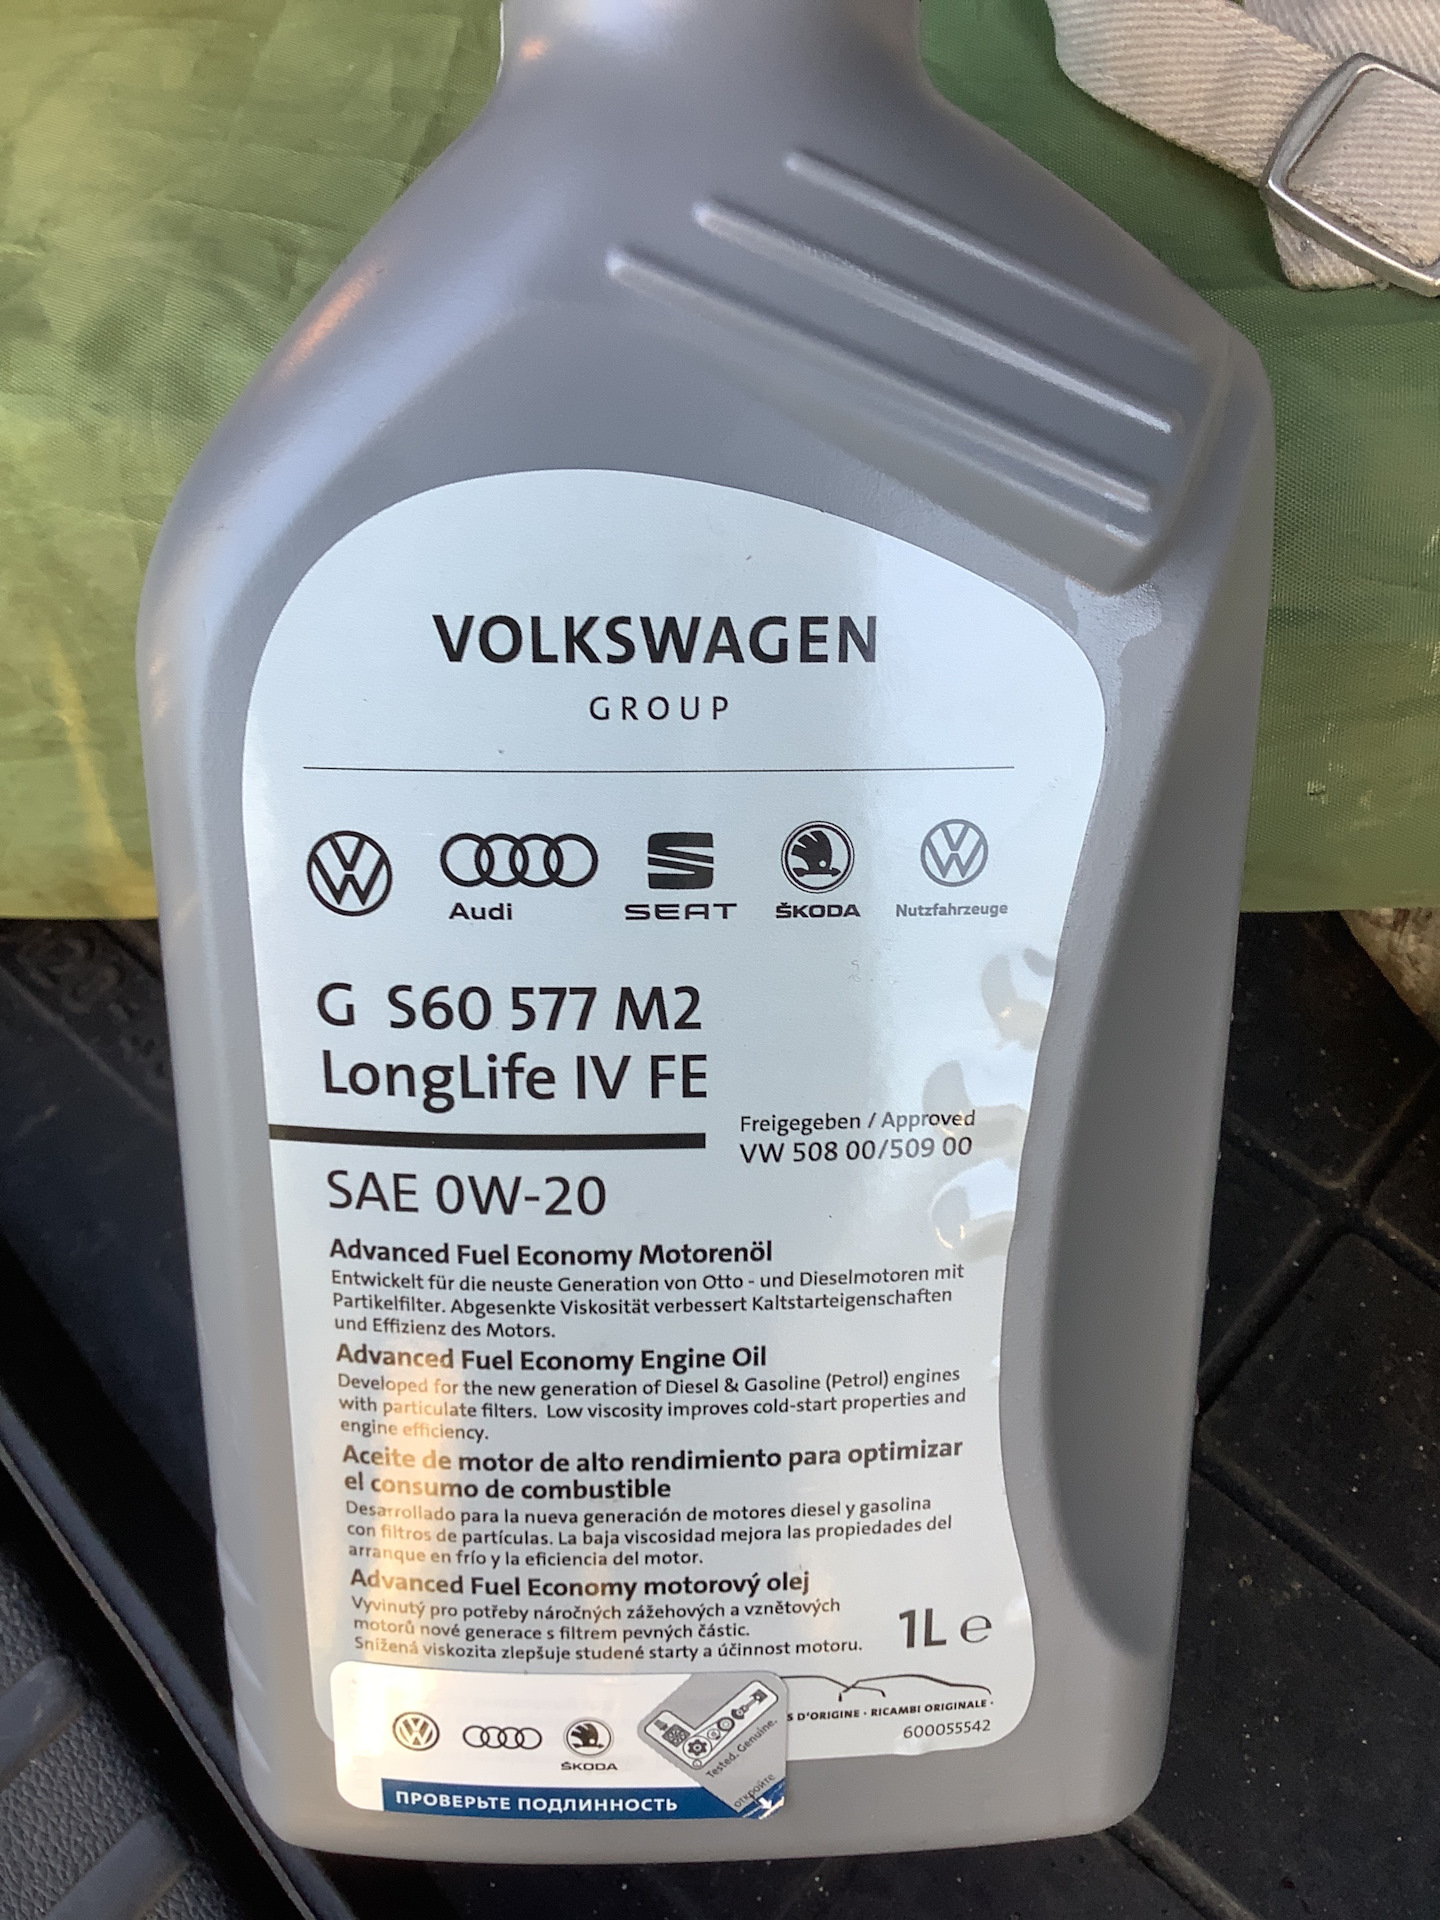 VOLKSWAGEN
GROUP
Audi
SEAT
ŠKODA
Nutzfahrzeuge
G S60 577 M2
LongLife IV FE
Freigegeben / Approved
VW 508 00/509 00
SAE 0W-20
Advanced Fuel Economy Motorenöl
Entwickelt für die neuste Generation von Otto - und Dieselmotoren mit
Partikelfilter. Abgesenkte Viskosität verbessert Kaltstarteigenschaften
und Effizienz des Motors.
Advanced Fuel Economy Engine Oil
Developed for the new generation of Diesel & Gasoline (Petrol) engines
with particulate filters. Low viscosity improves cold-start properties and
engine efficiency.
Aceite de motor de alto rendimiento para optimizar
el consumo de combustible
Desarrollado para la nueva generación de motores diesel y gasolina
con filtros de partículas. La baja viscosidad mejora las propiedades del
arranque en frío y la eficiencia del motor.
Advanced Fuel Economy motorový olej
Vyvinutý pro potřeby náročných zážehových a vznětových
motorů nové generace s filtrem pevných částic.
Snížená viskozita zlepšuje studené starty a účinnost motoru.
1L e
S D'ORIGINE · RICAMBI ORIGINALE ·
600055542
ŠKODA
Tested. Genuine.
откройте
ПРОВЕРЬТЕ ПОДЛИННОСТЬ